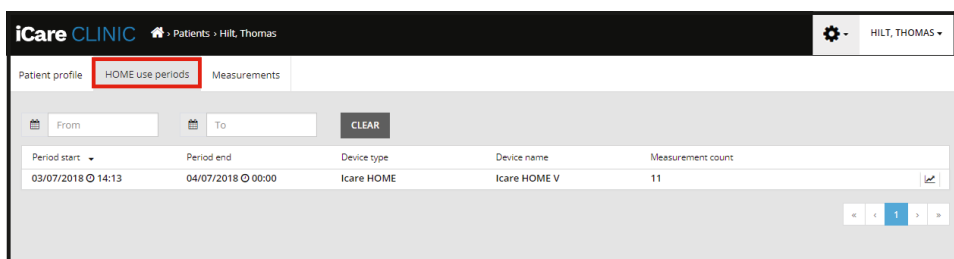 iCare CLINIC › Patients › Hilt, Thomas HILT, THOMAS
Patient profile HOME use periods Measurements
From To CLEAR
Period start Period end Device type Device name Measurement count
03/07/2018 14:13 04/07/2018 00:00 Icare HOME Icare HOME V 11
« ‹ 1 › »